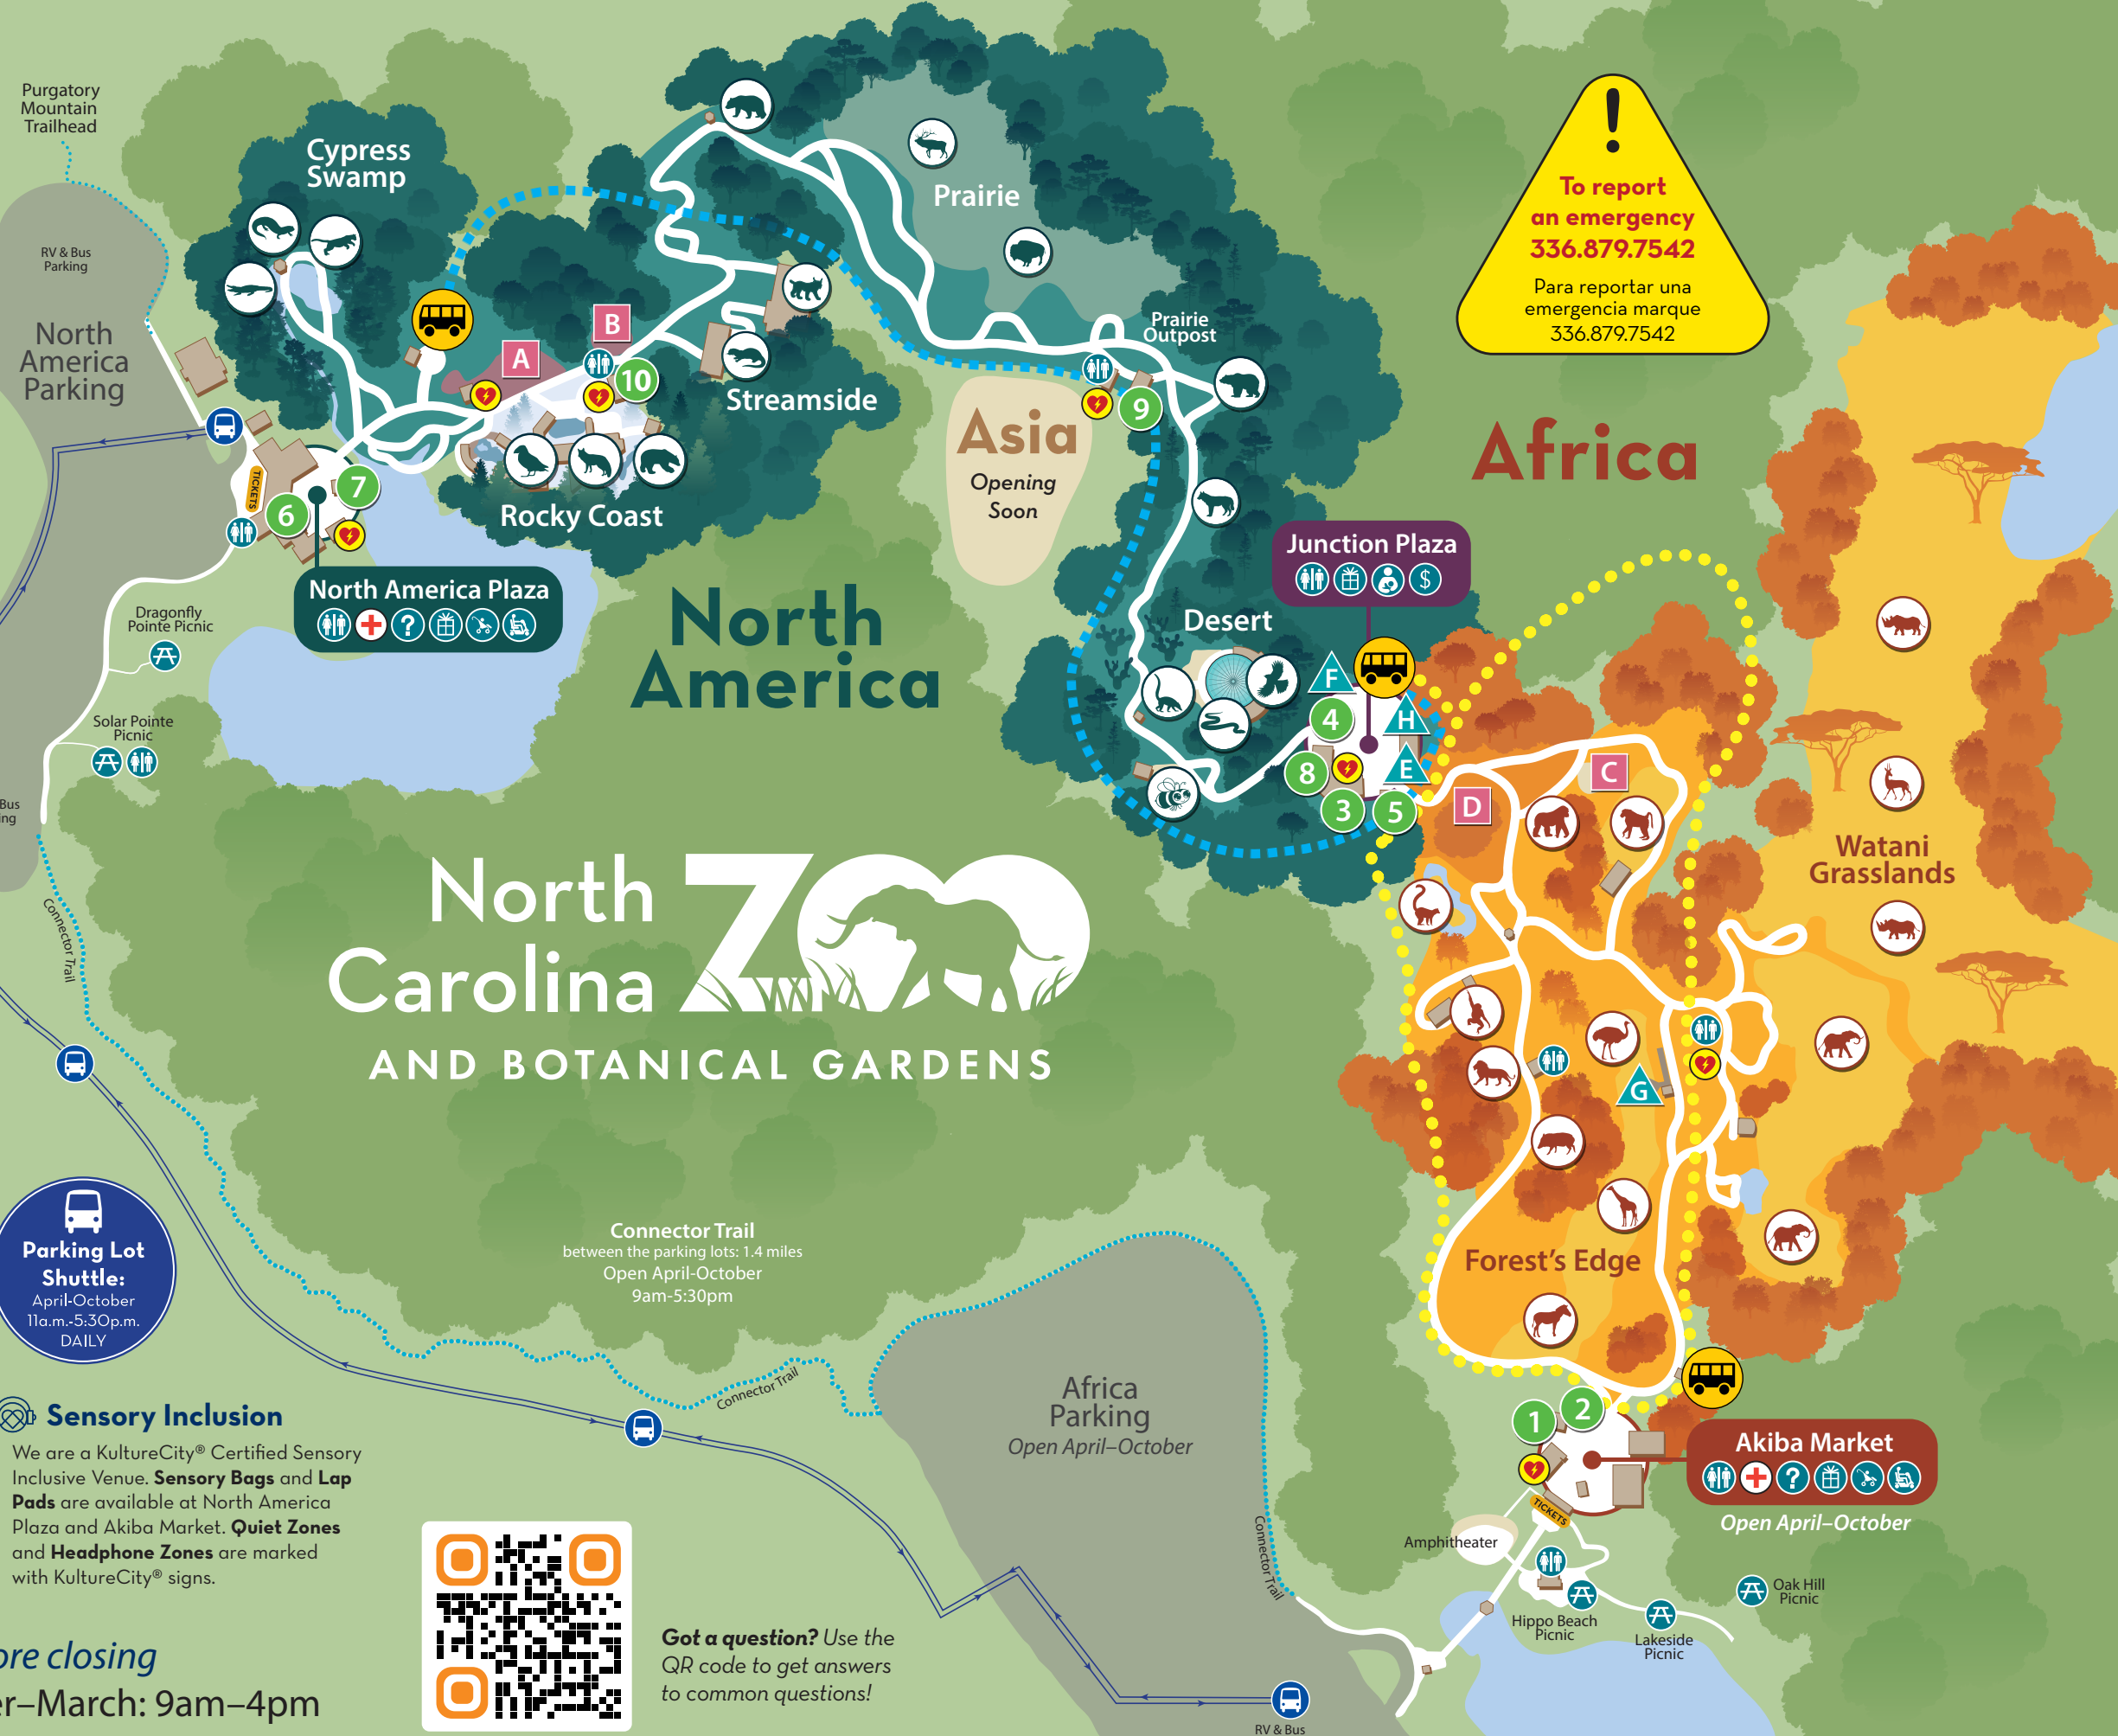 Purgatory
Mountain
Trailhead
RV & Bus
Parking
North
America
Parking
Cypress
Swamp
A
B
10
Streamside
Rocky Coast
TICKETS
6
7
North America Plaza
?
Dragonfly
Pointe Picnic
Solar Pointe
Picnic
Bus
ing
Prairie
Prairie
Outpost
9
Asia
Opening
Soon
North
America
Desert
Junction Plaza
$
F
4
H
8
E
3
5
!
To report
an emergency
336.879.7542
Para reportar una
emergencia marque
336.879.7542
Africa
C
D
Watani
Grasslands
G
Forest's Edge
North
Carolina ZOO
AND BOTANICAL GARDENS
Connector Trail
Connector Trail
between the parking lots: 1.4 miles
Open April-October
9am-5:30pm
Connector Trail
Africa
Parking
Open April–October
Connector Trail
1
2
Akiba Market
?
Open April–October
TICKETS
Amphitheater
Hippo Beach
Picnic
Lakeside
Picnic
Oak Hill
Picnic
RV & Bus
Parking Lot
Shuttle:
April-October
11a.m.-5:30p.m.
DAILY
Sensory Inclusion
We are a KultureCity® Certified Sensory
Inclusive Venue. Sensory Bags and Lap
Pads are available at North America
Plaza and Akiba Market. Quiet Zones
and Headphone Zones are marked
with KultureCity® signs.
ore closing
er–March: 9am–4pm
Got a question? Use the
QR code to get answers
to common questions!